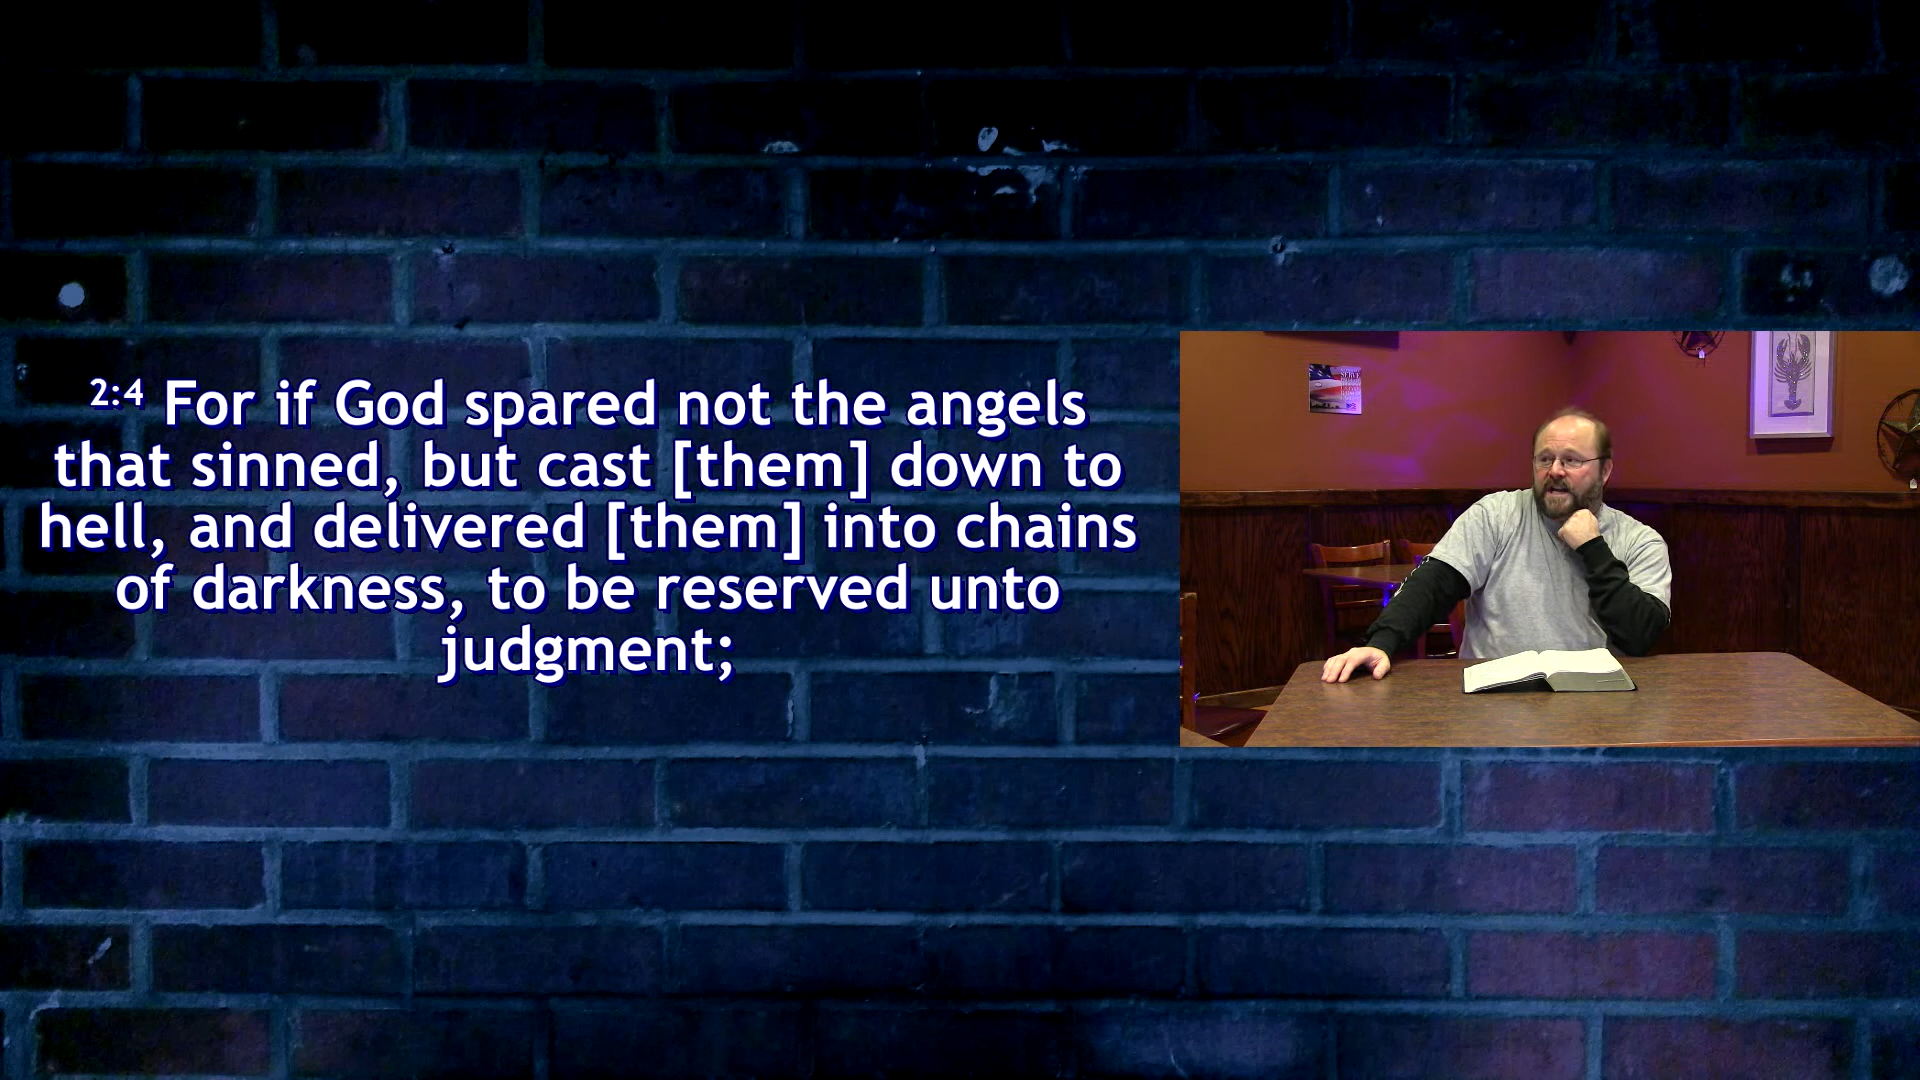 2:4 For if God spared not the angels
that sinned, but cast [them] down to
hell, and delivered [them] into chains
of darkness, to be reserved unto
judgment;